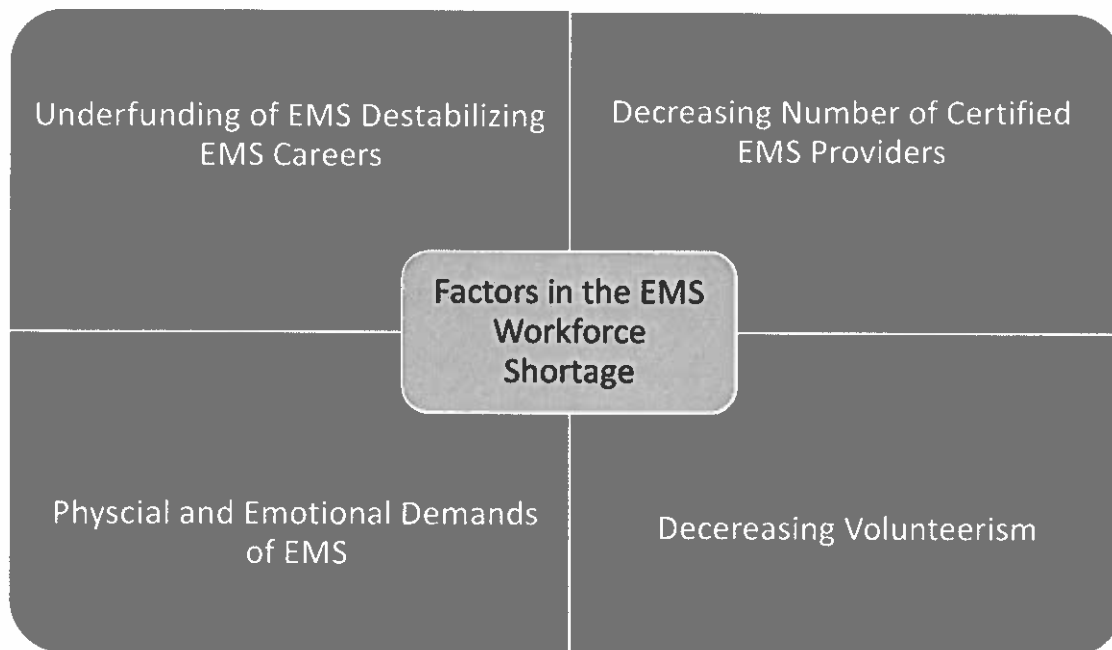 Underfunding of EMS Destabilizing
EMS Careers
Decreasing Number of Certified
EMS Providers
Factors in the EMS
Workforce
Shortage
Physcial and Emotional Demands
of EMS
Decereasing Volunteerism